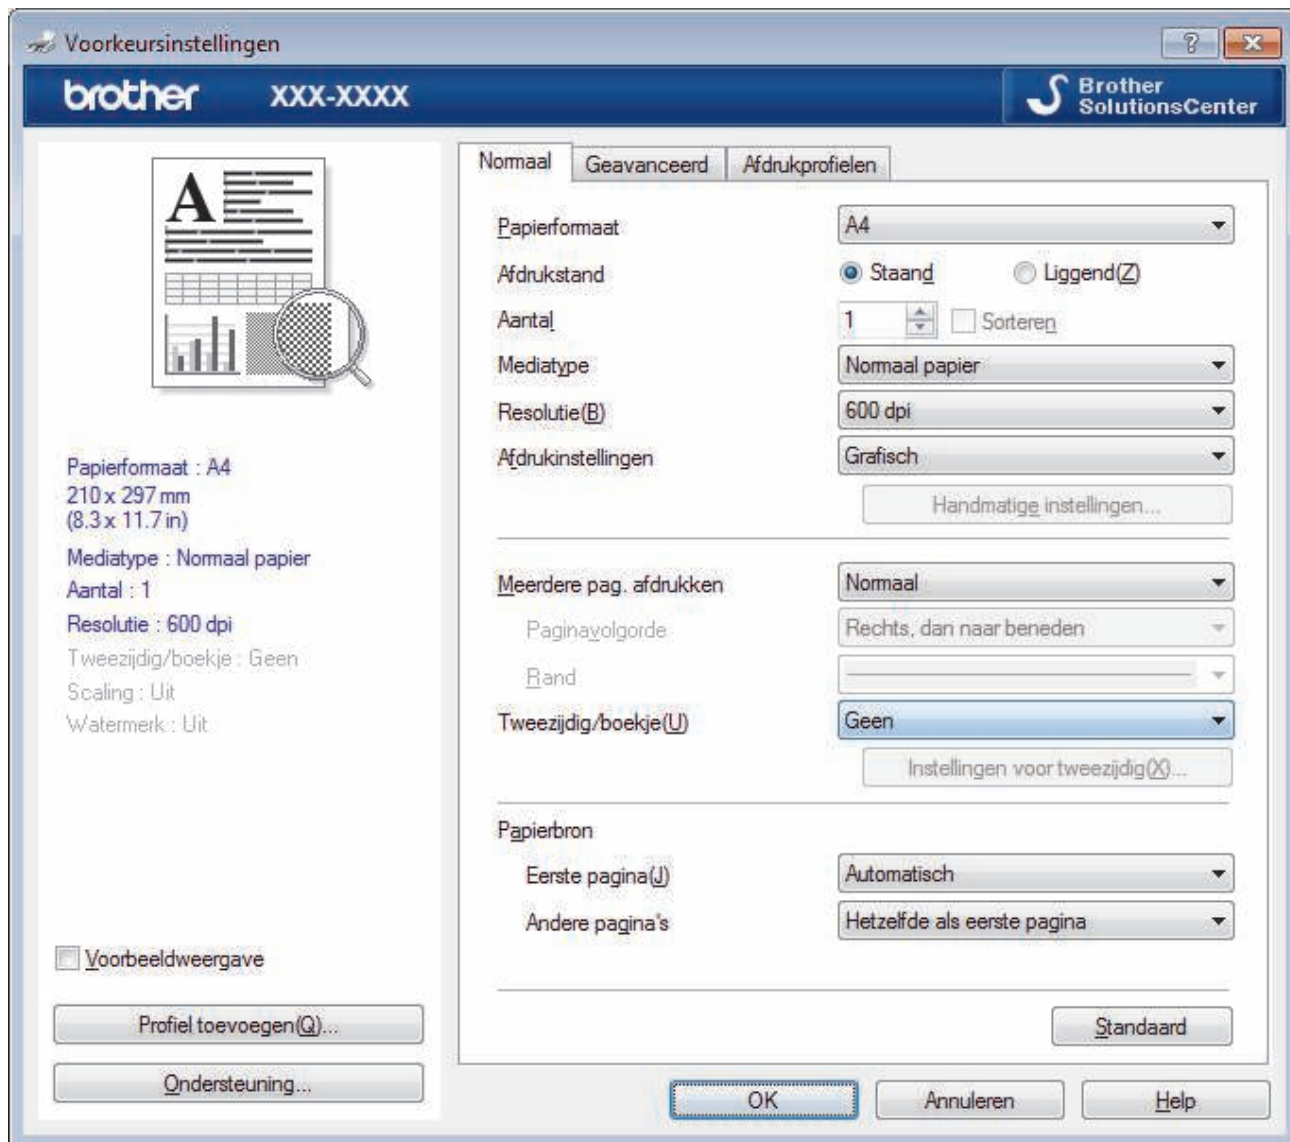 Voorkeursinstellingen
brother XXX-XXXX
Brother
SolutionsCenter
A
Papierformaat : A4
210 x 297 mm
(8.3 x 11.7 in)
Mediatype : Normaal papier
Aantal : 1
Resolutie : 600 dpi
Tweezijdig/boekje : Geen
Scaling : Uit
Watermerk : Uit
Voorbeeldweergave
Profiel toevoegen(Q)...
Ondersteuning...
Normaal Geavanceerd Afdrukprofielen
Papierformaat A4
Afdrukstand Staand Liggend(Z)
Aantal 1 Sorteren
Mediatype Normaal papier
Resolutie(B) 600 dpi
Afdrukinstellingen Grafisch
Handmatige instellingen...
Meerdere pag. afdrukken Normaal
Paginavolgorde Rechts, dan naar beneden
Rand
Tweezijdig/boekje(U) Geen
Instellingen voor tweezijdig(X)...
Papierbron
Eerste pagina(J) Automatisch
Andere pagina's Hetzelfde als eerste pagina
Standaard
OK Annuleren Help